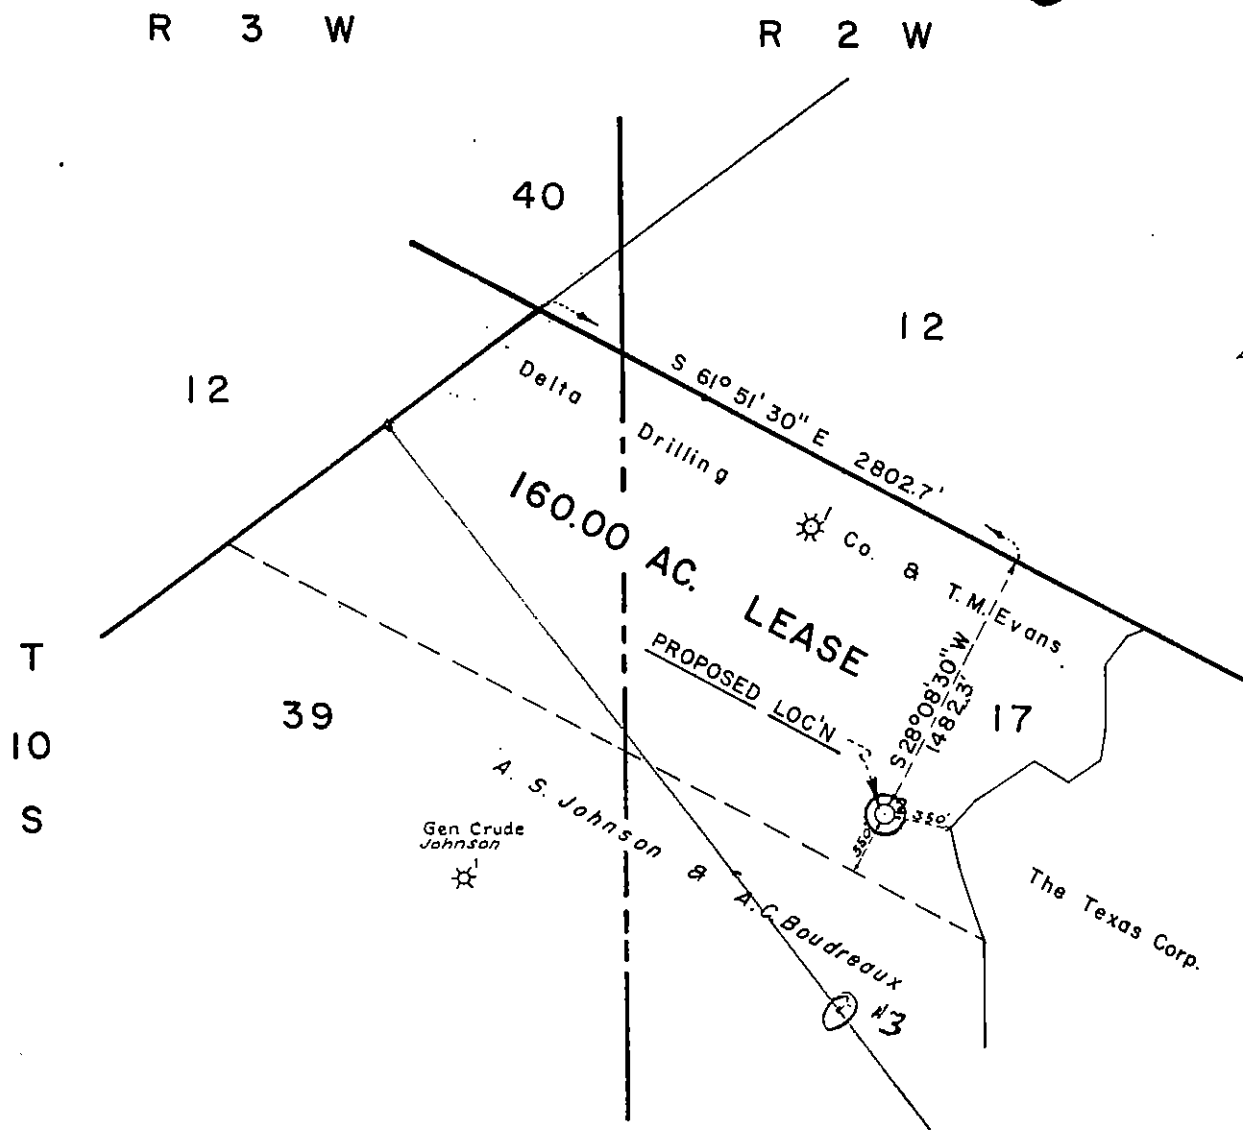 R 3 W
R 2 W
40
12
12
S 61° 51' 30" E 2802.7'
Delta Drilling Co. & T.M. Evans
1
160.00 AC. LEASE
PROPOSED LOC'N
S 28° 08' 30" W
1482.3'
T
10
S
39
17
350'
350'
A. S. Johnson & A.C. Boudreaux
Gen Crude
Johnson
1
The Texas Corp.
#3